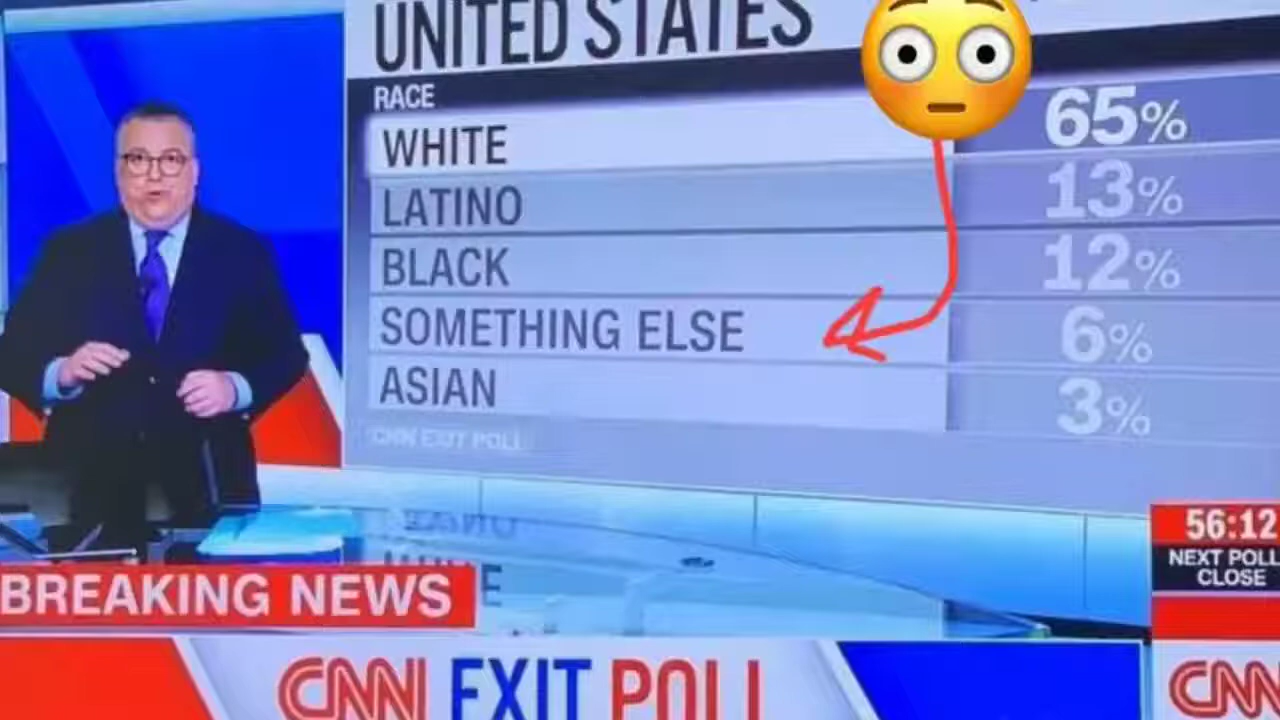 UNITED STATES
RACE
WHITE 65%
LATINO 13%
BLACK 12%
SOMETHING ELSE 6%
ASIAN 3%
CNN EXIT POLL
56:12
NEXT POLL
CLOSE
BREAKING NEWS
CNN EXIT POLL
CNN